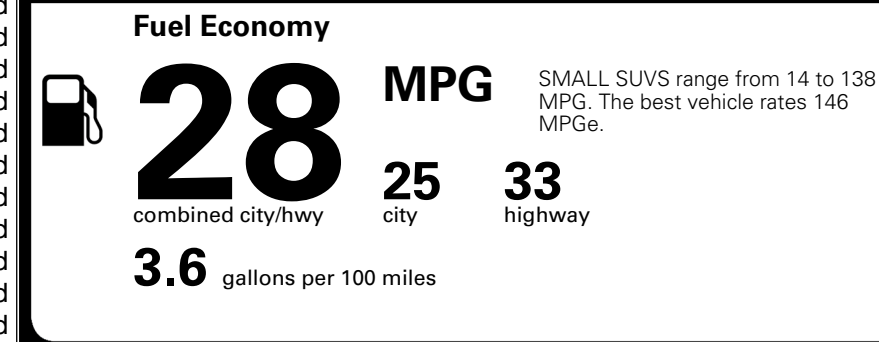 d
d
d
d
d
d
d
d
d
d
d
Fuel Economy
28
combined city/hwy
MPG
25
city
33
highway
SMALL SUVS range from 14 to 138
MPG. The best vehicle rates 146
MPGe.
3.6 gallons per 100 miles